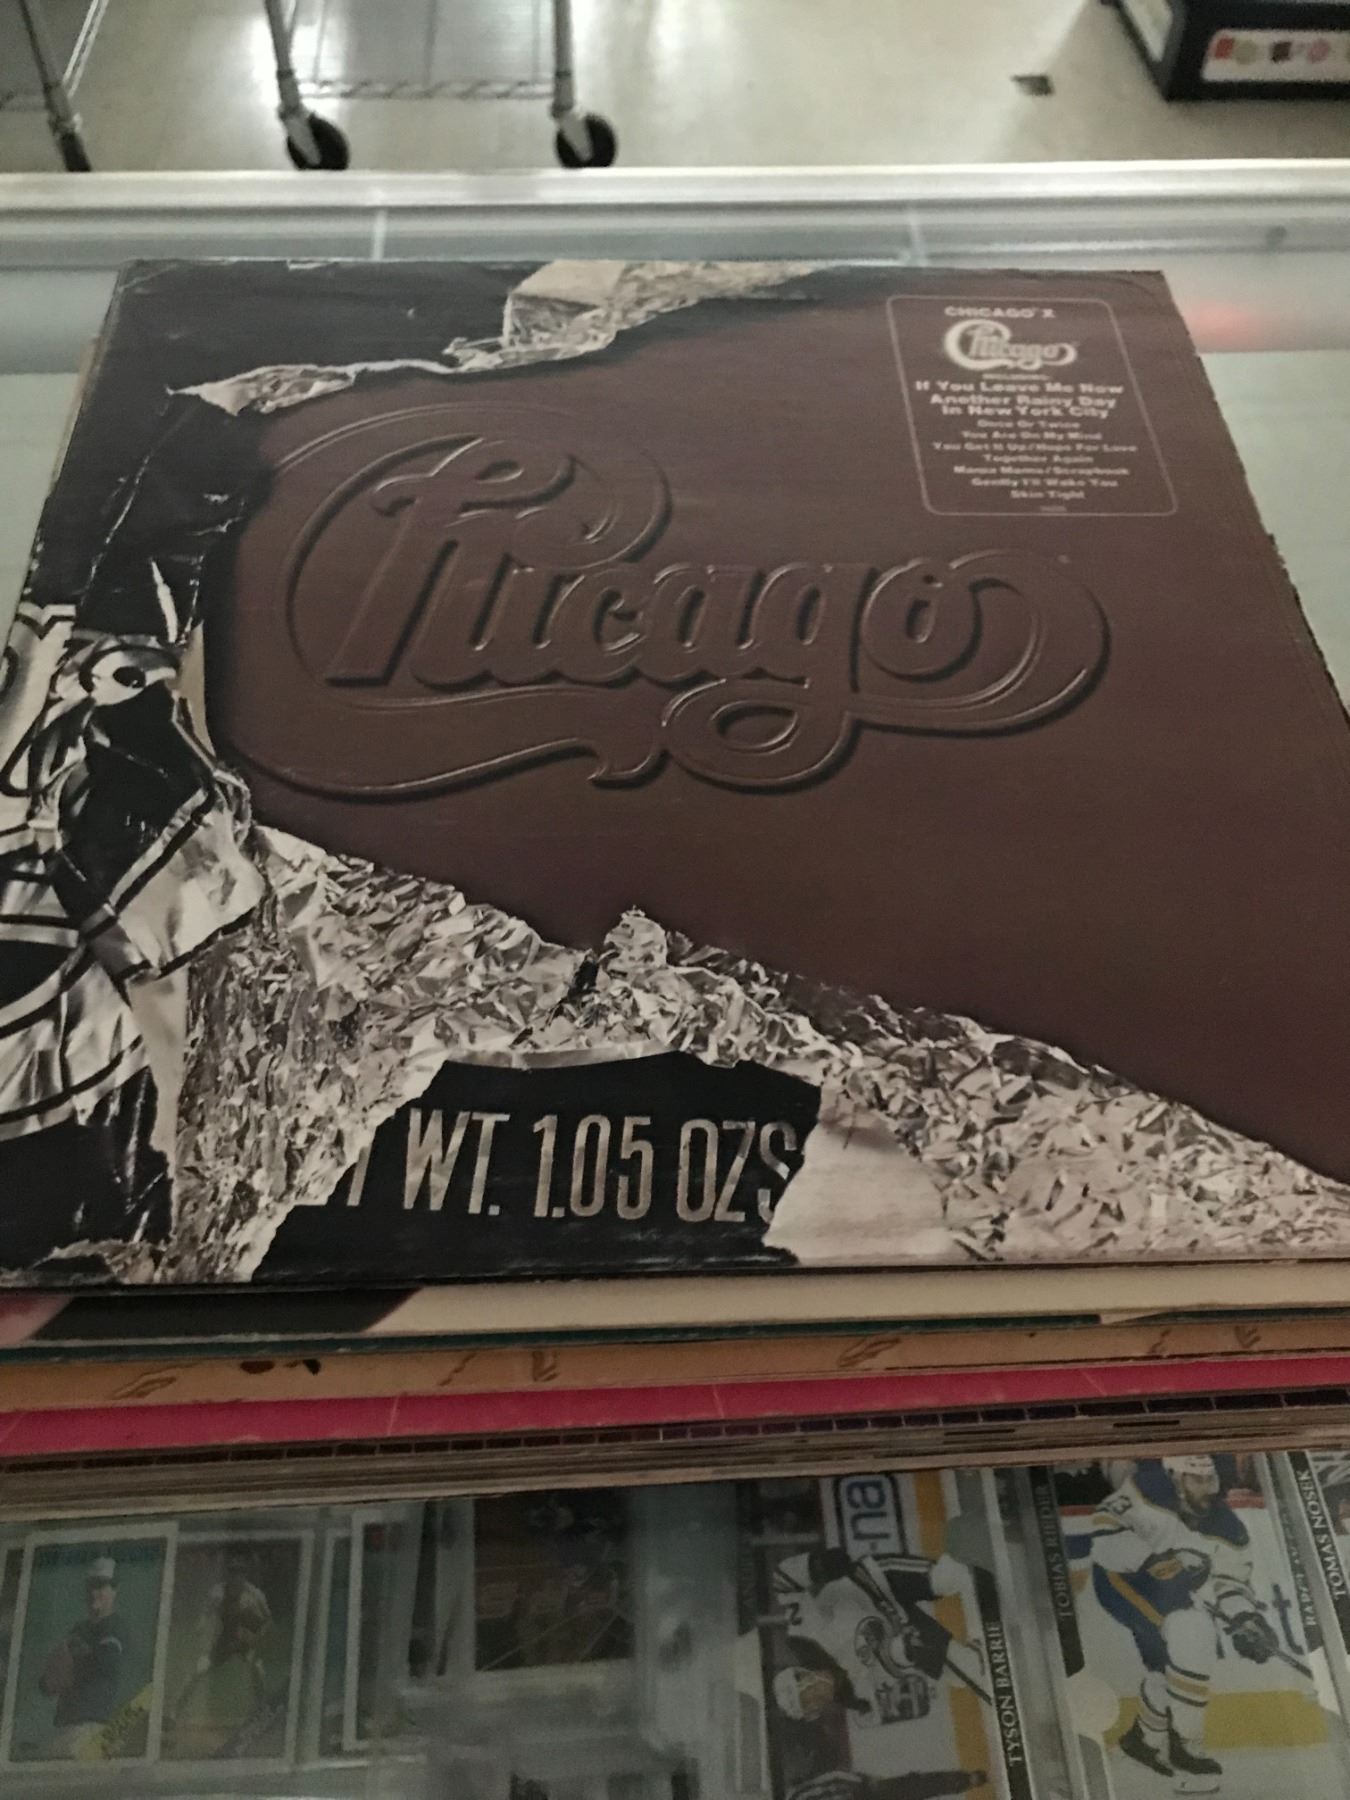 CHICAGO X
Chicago
If You Leave Me Now
Another Rainy Day
In New York City
Once Or Twice
You Are On My Mind
You Get It Up/Hope For Love
Together Again
Mama Mama/Scrapbook
Gently I'll Wake You
Skin Tight
Chicago
WT. 1.05 OZS
TYSON BARRIE
TOBIAS RIEDER
TOMAS NOSEK